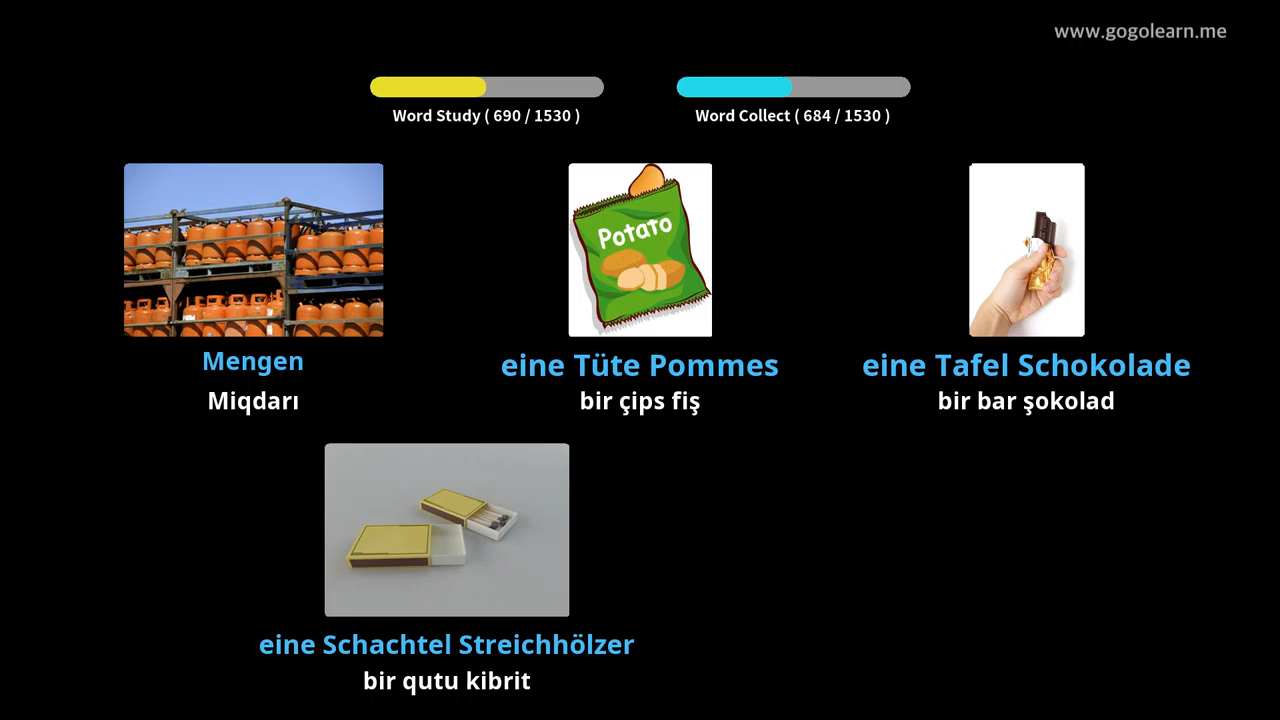 www.gogolearn.me
Word Study ( 690 / 1530 )
Word Collect ( 684 / 1530 )
Potato
Mengen
Miqdarı
eine Tüte Pommes
bir çips fiş
eine Tafel Schokolade
bir bar şokolad
eine Schachtel Streichhölzer
bir qutu kibrit